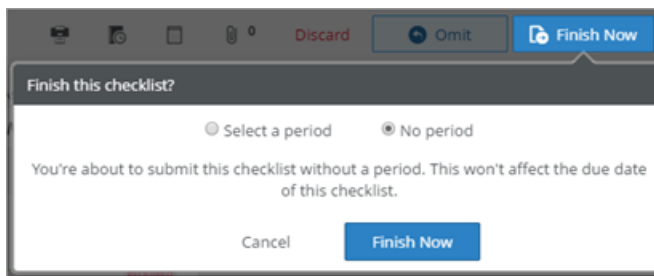 0 Discard Omit Finish Now
Finish this checklist?
Select a period No period
You're about to submit this checklist without a period. This won't affect the due date
of this checklist.
Cancel Finish Now